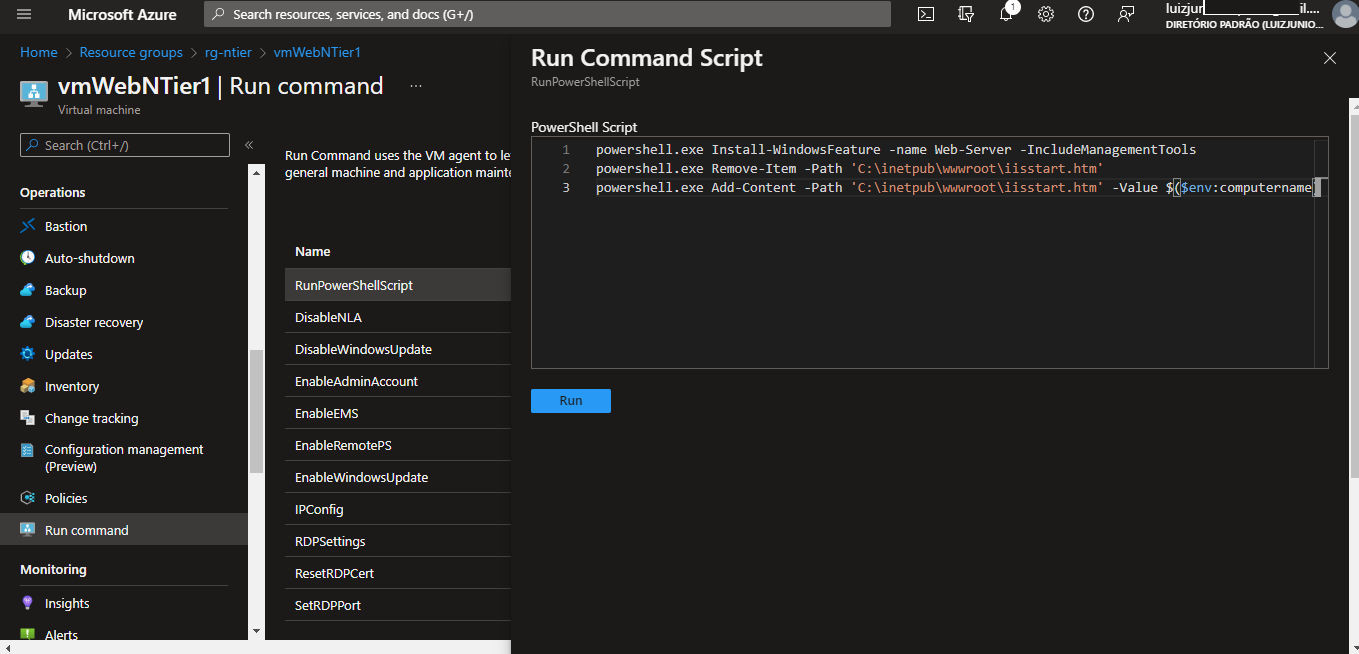 Microsoft Azure
Search resources, services, and docs (G+/)
1
luizjun il....
DIRETÓRIO PADRÃO (LUIZJUNIO...
Home > Resource groups > rg-ntier > vmWebNTier1
vmWebNTier1 | Run command ...
Virtual machine
Search (Ctrl+/) «
Operations
Bastion
Auto-shutdown
Backup
Disaster recovery
Updates
Inventory
Change tracking
Configuration management
(Preview)
Policies
Run command
Monitoring
Insights
Alerts
Run Command uses the VM agent to le
general machine and application mainte
Name
RunPowerShellScript
DisableNLA
DisableWindowsUpdate
EnableAdminAccount
EnableEMS
EnableRemotePS
EnableWindowsUpdate
IPConfig
RDPSettings
ResetRDPCert
SetRDPPort
Run Command Script
RunPowerShellScript
PowerShell Script
1 powershell.exe Install-WindowsFeature -name Web-Server -IncludeManagementTools
2 powershell.exe Remove-Item -Path 'C:\inetpub\wwwroot\iisstart.htm'
3 powershell.exe Add-Content -Path 'C:\inetpub\wwwroot\iisstart.htm' -Value $($env:computername
Run